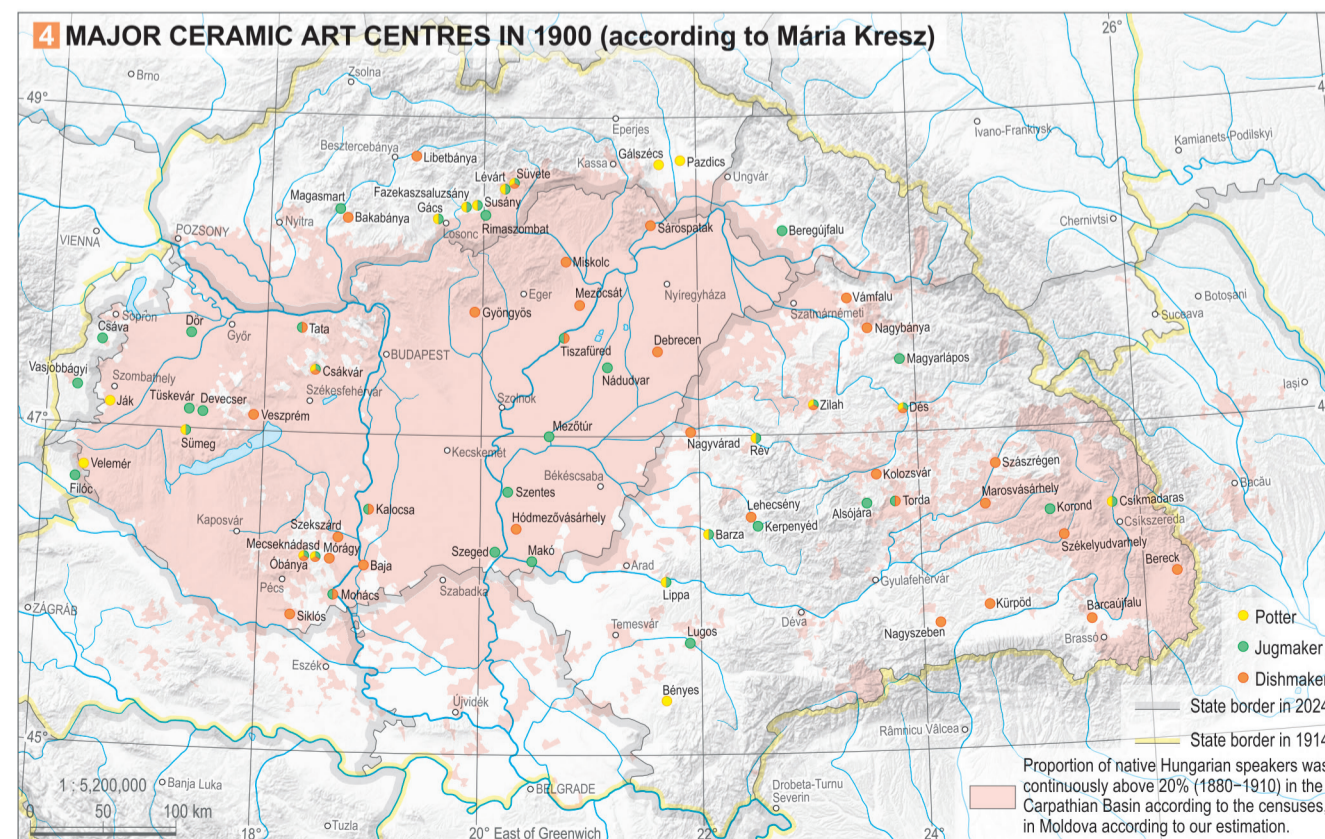 4 MAJOR CERAMIC ART CENTRES IN 1900 (according to Mária Kresz)
26°
Brno
Zsolna
49°
4
Ivano-Frankivsk
Kamianets-Podilskyi
Eperjes
Besztercebánya
Libetbánya
Kassa
Gálszécs
Pazdics
Ungvár
Lévárt
Süvete
Magasmart
Fazekaszsaluzsány
Gács
Susány
Nyitra
Bakabánya
Losonc
Rimaszombat
Sárospatak
Beregújfalu
Chernivtsi
VIENNA
POZSONY
Miskolc
Eger
Mezőcsát
Nyíregyháza
Vámfalu
Szatmárnémeti
Botoșani
Suceava
Sopron
Csáva
Dör
Győr
Tata
Gyöngyös
Nagybánya
BUDAPEST
Tiszafüred
Debrecen
Magyarlápos
Vasjobbágyi
Szombathely
Csákvár
Nádudvar
Iași
Ják
Tüskevár
Devecser
Székesfehérvár
Szolnok
Zilah
Dés
47°
4
Veszprém
Sümeg
Mezőtúr
Nagyvárad
Rév
Kecskemét
Velemér
Filóc
Békéscsaba
Kolozsvár
Szászrégen
Bacău
Szentes
Lehecsény
Alsójára
Torda
Marosvásárhely
Korond
Csíkmadaras
Csíkszereda
Kaposvár
Kalocsa
Szekszárd
Hódmezővásárhely
Kerpenyéd
Barza
Székelyudvarhely
Mecseknádasd
Mórágy
Óbánya
Baja
Szeged
Makó
Arad
Bereck
Pécs
Mohács
Szabadka
Lippa
Gyulafehérvár
ZÁGRÁB
Siklós
Temesvár
Lugos
Déva
Kürpöd
Nagyszeben
Barcaújfalu
Brassó
Eszék
Bényes
Újvidék
Râmnicu Vâlcea
45°
Banja Luka
BELGRADE
Drobeta-Turnu
Severin
Tuzla
18°
20° East of Greenwich
22°
24°
1 : 5,200,000
0 50 100 km
Potter
Jugmaker
Dishmaker
State border in 2024
State border in 1914
Proportion of native Hungarian speakers was
continuously above 20% (1880–1910) in the
Carpathian Basin according to the censuses,
in Moldova according to our estimation.